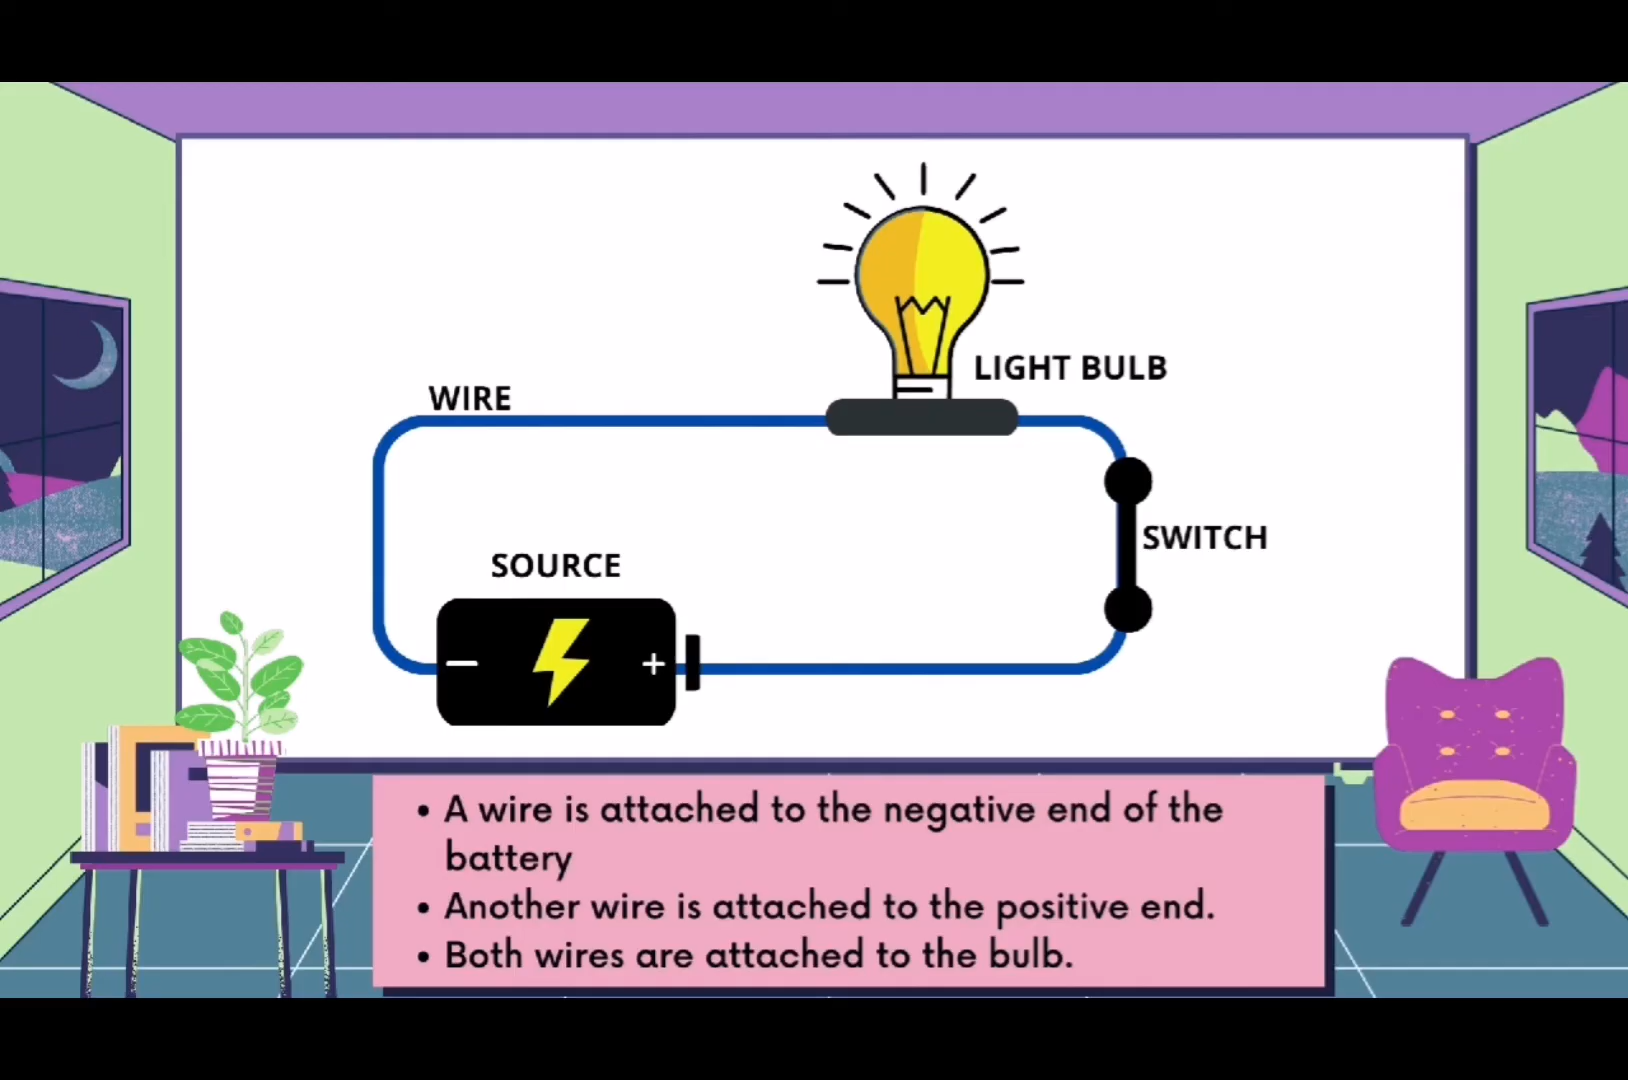 LIGHT BULB
WIRE
SWITCH
SOURCE
– +
• A wire is attached to the negative end of the
battery
• Another wire is attached to the positive end.
• Both wires are attached to the bulb.